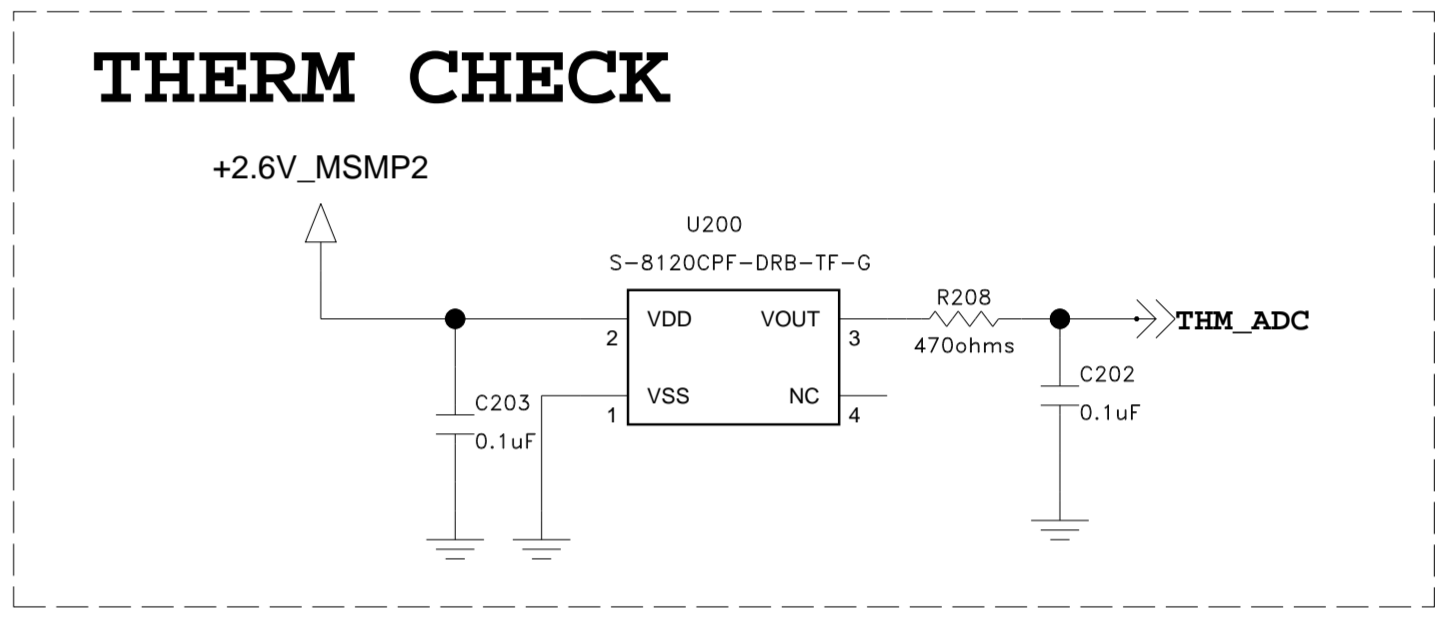 THERM CHECK
+2.6V_MSMP2
U200
S-8120CPF-DRB-TF-G
VDD
VOUT
2
3
VSS
NC
1
4
R208
470ohms
THM_ADC
C203
0.1uF
C202
0.1uF